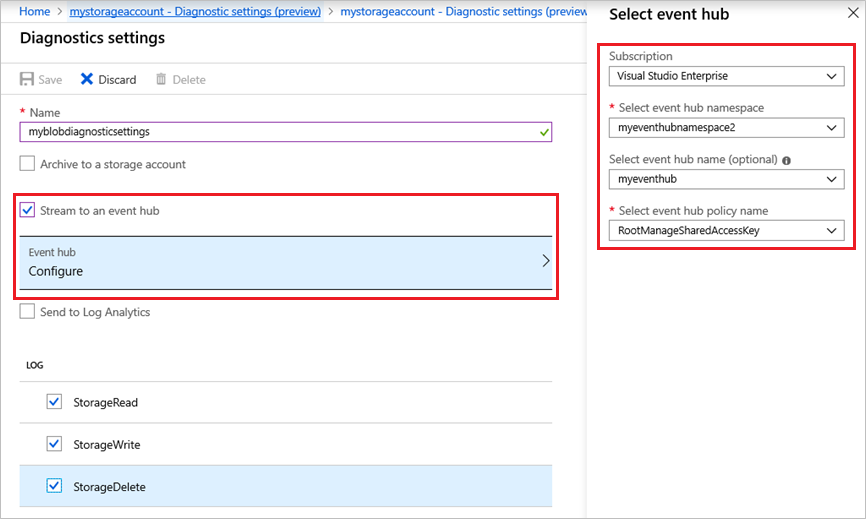 Home > mystorageaccount - Diagnostic settings (preview) > mystorageaccount - Diagnostic settings (preview
Diagnostics settings
Save Discard Delete
* Name
myblobdiagnosticsettings
Archive to a storage account
Stream to an event hub
Event hub
Configure
Send to Log Analytics
LOG
StorageRead
StorageWrite
StorageDelete
Select event hub
Subscription
Visual Studio Enterprise
* Select event hub namespace
myeventhubnamespace2
Select event hub name (optional)
myeventhub
* Select event hub policy name
RootManageSharedAccessKey